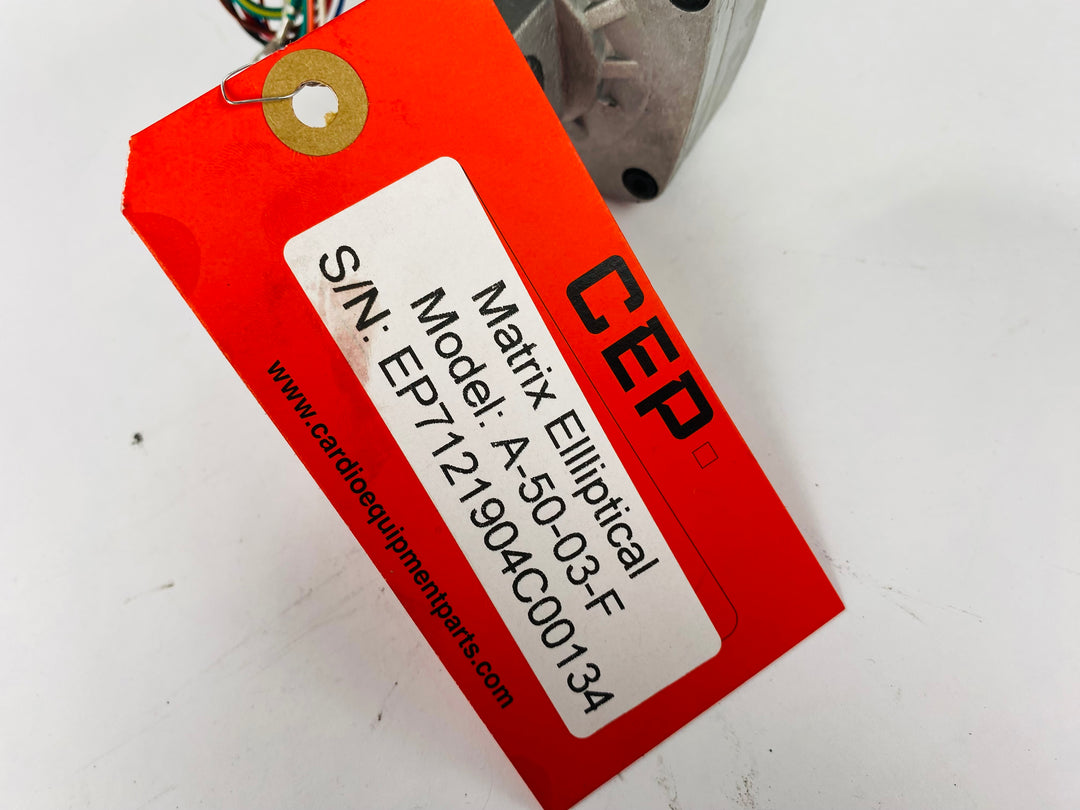 CEP
Matrix Ellliptical
Model: A-50-03-F
S/N: EP7121904C00134
www.cardioequipmentparts.com